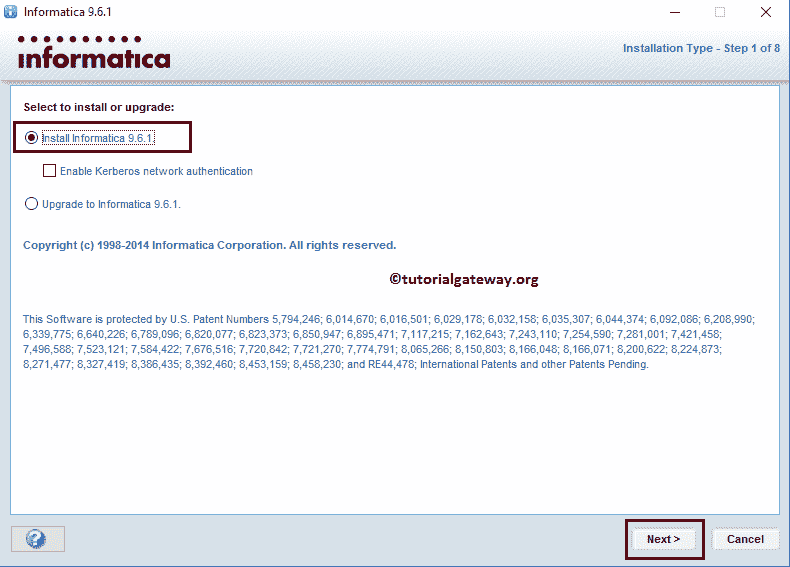 Informatica 9.6.1
informatica
Installation Type - Step 1 of 8
Select to install or upgrade:
Install Informatica 9.6.1.
Enable Kerberos network authentication
Upgrade to Informatica 9.6.1.
Copyright (c) 1998-2014 Informatica Corporation. All rights reserved.
©tutorialgateway.org
This Software is protected by U.S. Patent Numbers 5,794,246; 6,014,670; 6,016,501; 6,029,178; 6,032,158; 6,035,307; 6,044,374; 6,092,086; 6,208,990;
6,339,775; 6,640,226; 6,789,096; 6,820,077; 6,823,373; 6,850,947; 6,895,471; 7,117,215; 7,162,643; 7,243,110; 7,254,590; 7,281,001; 7,421,458;
7,496,588; 7,523,121; 7,584,422; 7,676,516; 7,720,842; 7,721,270; 7,774,791; 8,065,266; 8,150,803; 8,166,048; 8,166,071; 8,200,622; 8,224,873;
8,271,477; 8,327,419; 8,386,435; 8,392,460; 8,453,159; 8,458,230; and RE44,478; International Patents and other Patents Pending.
?
Next >
Cancel